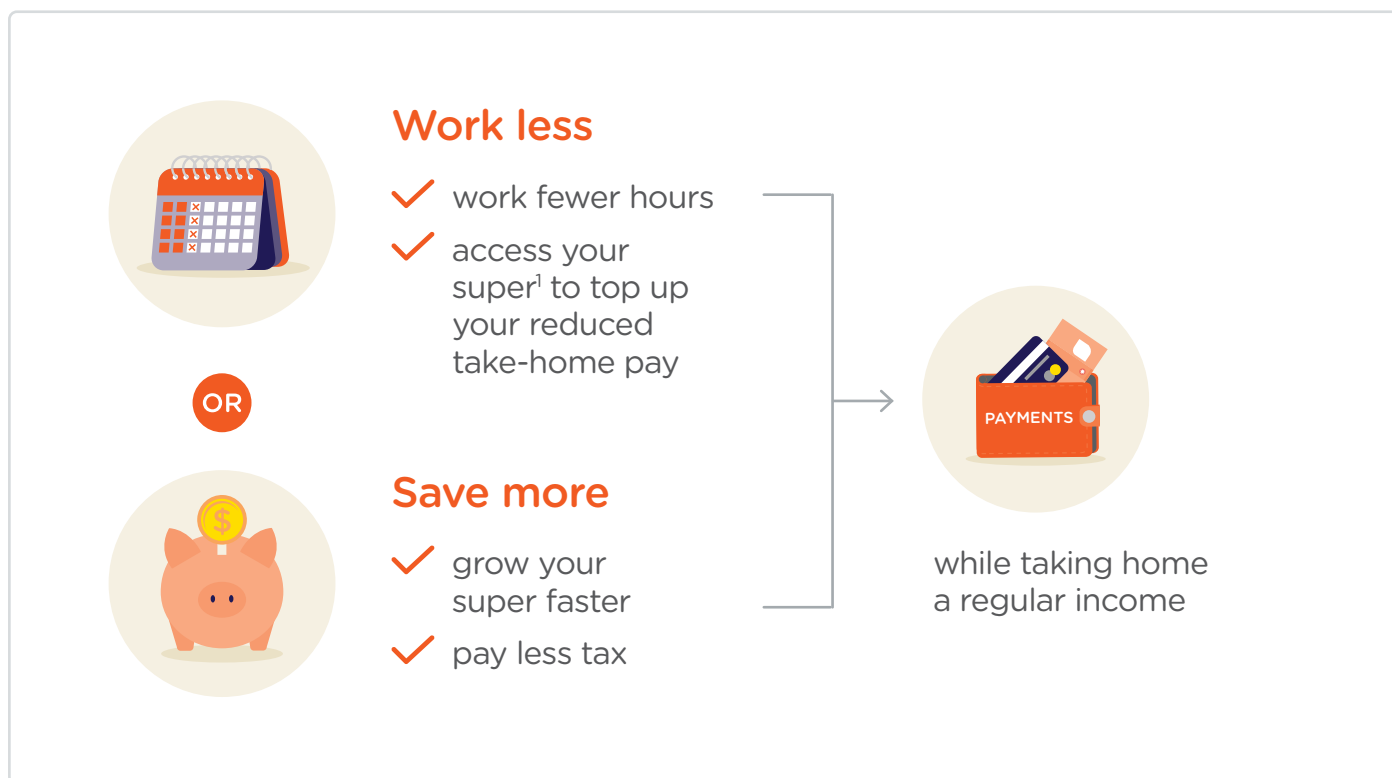 Work less
work fewer hours
access your
super¹ to top up
your reduced
take-home pay
OR
$
Save more
grow your
super faster
pay less tax
PAYMENTS
while taking home
a regular income